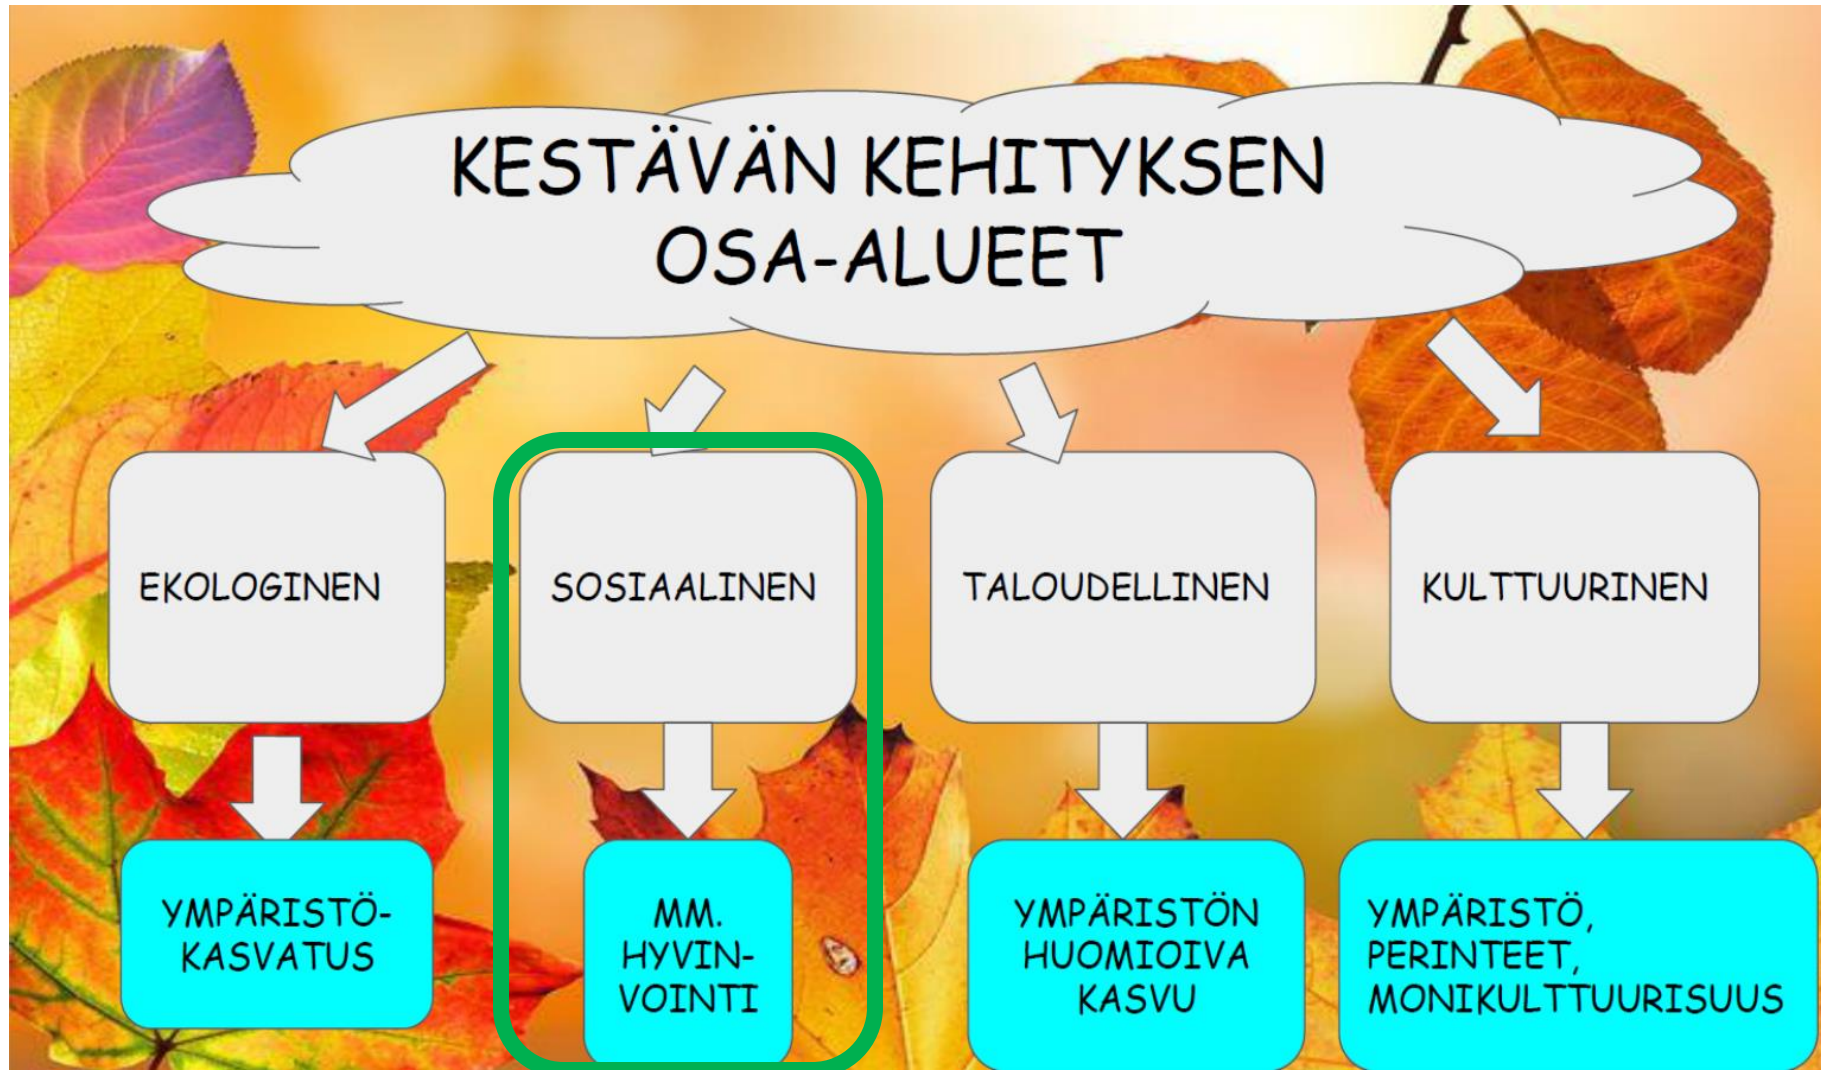 KESTÄVÄN KEHITYKSEN
OSA-ALUEET
EKOLOGINEN
SOSIAALINEN
TALOUDELLINEN
KULTTUURINEN
YMPÄRISTÖ-
KASVATUS
MM.
HYVIN-
VOINTI
YMPÄRISTÖN
HUOMIOIVA
KASVU
YMPÄRISTÖ,
PERINTEET,
MONIKULTTUURISUUS